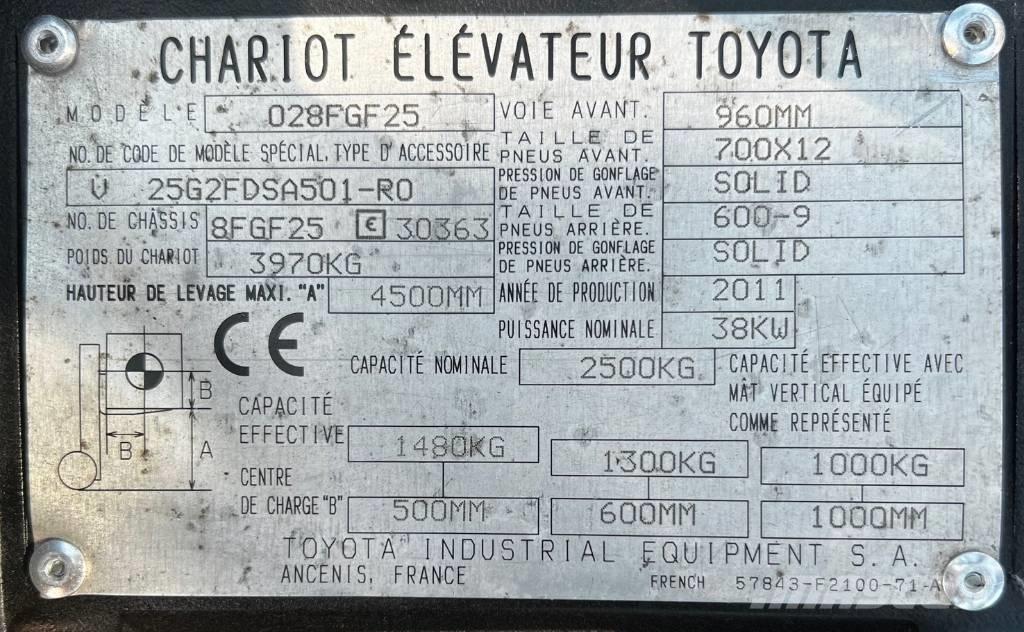 CHARIOT ÉLÉVATEUR TOYOTA
MODÈLE 028FGF25
NO. DE CODE DE MODÈLE SPÉCIAL, TYPE D'ACCESSOIRE
V 25G2FDSA501-R0
NO. DE CHÂSSIS 8FGF25 E 30363
POIDS DU CHARIOT 3970KG
HAUTEUR DE LEVAGE MAXI. "A" 4500MM
VOIE AVANT. 960MM
TAILLE DE PNEUS AVANT. 700X12
PRESSION DE GONFLAGE DE PNEUS AVANT. SOLID
TAILLE DE PNEUS ARRIÈRE. 600-9
PRESSION DE GONFLAGE DE PNEUS ARRIÈRE. SOLID
ANNÉE DE PRODUCTION 2011
PUISSANCE NOMINALE 38KW
CE
CAPACITÉ NOMINALE 2500KG
CAPACITÉ EFFECTIVE AVEC
MÂT VERTICAL ÉQUIPÉ
COMME REPRÉSENTÉ
B
B
A
CAPACITÉ EFFECTIVE 1480KG 1300KG 1000KG
CENTRE DE CHARGE "B" 500MM 600MM 1000MM
TOYOTA INDUSTRIAL EQUIPMENT S.A.
ANCENIS, FRANCE
FRENCH 57843-F2100-71-A